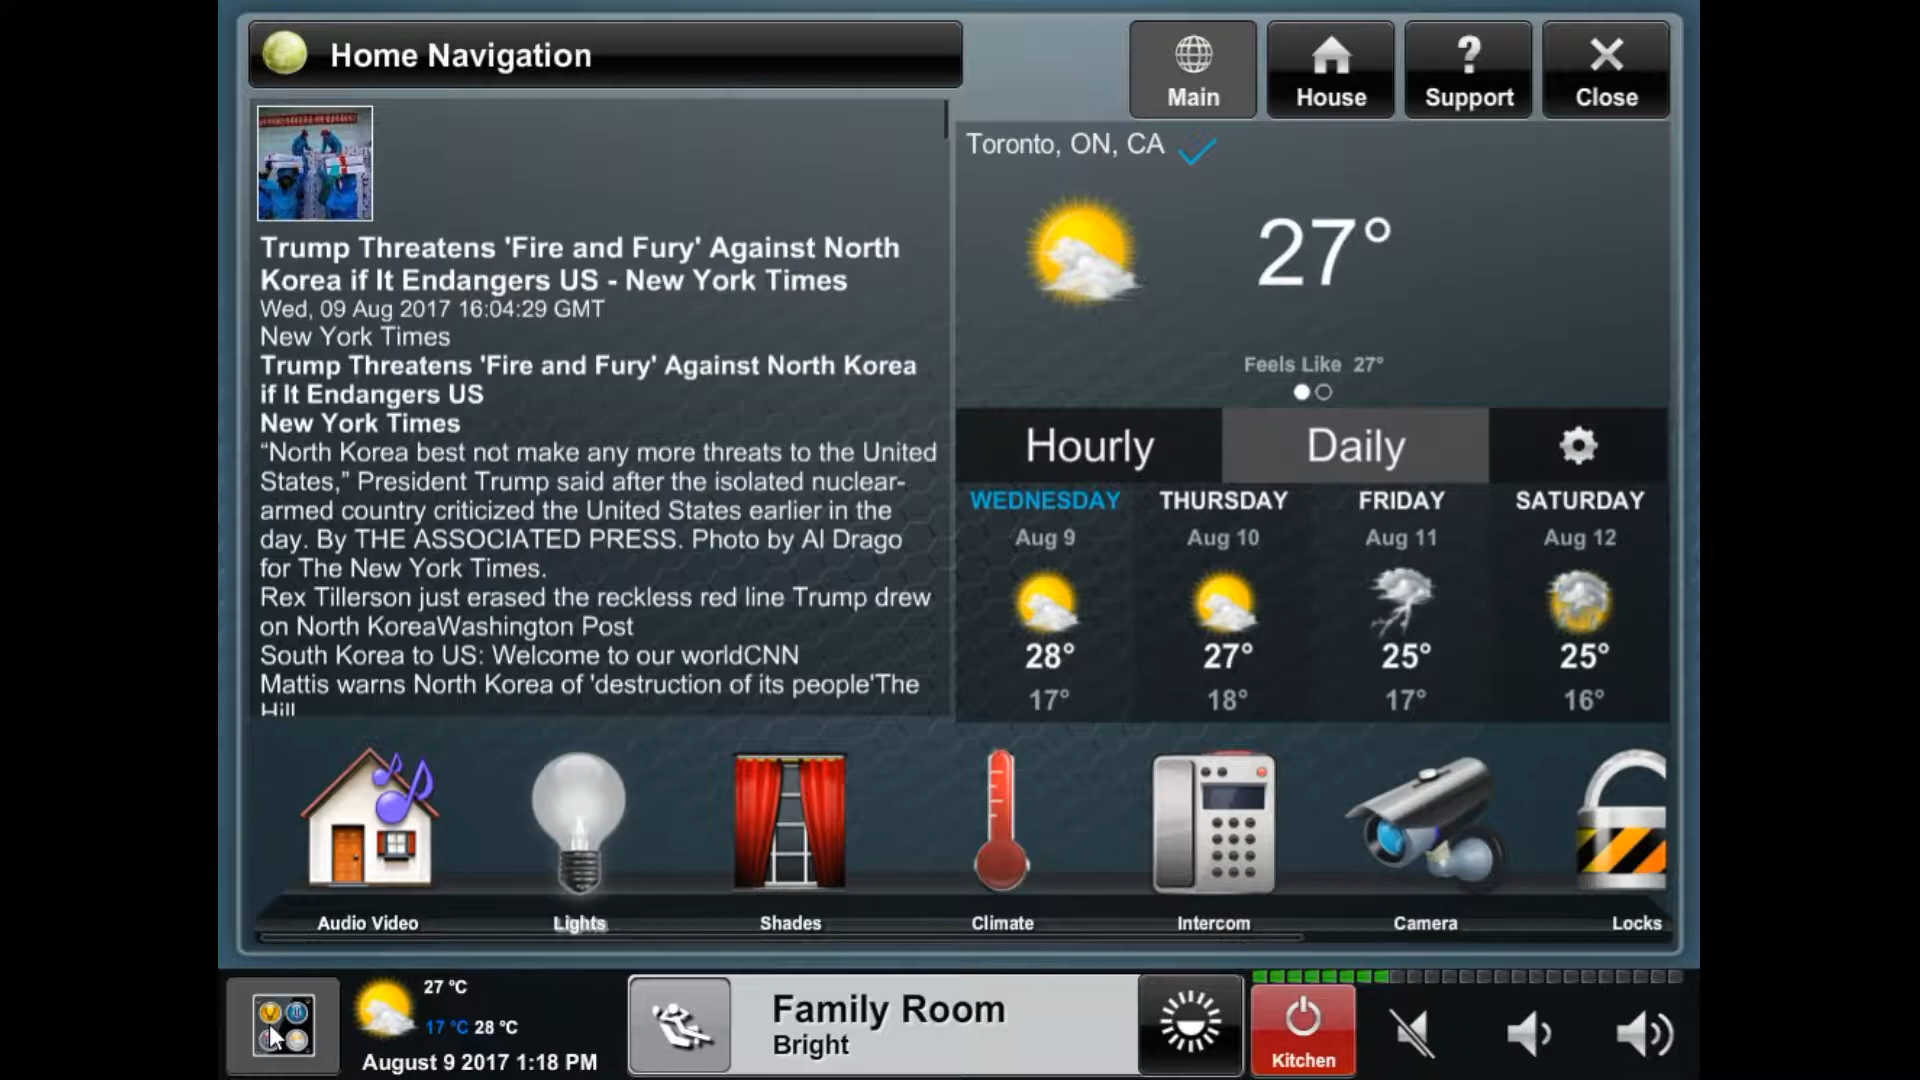 Home Navigation
Main
House
Support
Close
Trump Threatens 'Fire and Fury' Against North
Korea if It Endangers US - New York Times
Wed, 09 Aug 2017 16:04:29 GMT
New York Times
Trump Threatens 'Fire and Fury' Against North Korea
if It Endangers US
New York Times
“North Korea best not make any more threats to the United
States,” President Trump said after the isolated nuclear-
armed country criticized the United States earlier in the
day. By THE ASSOCIATED PRESS. Photo by Al Drago
for The New York Times.
Rex Tillerson just erased the reckless red line Trump drew
on North KoreaWashington Post
South Korea to US: Welcome to our worldCNN
Mattis warns North Korea of 'destruction of its people'The
Hill
Toronto, ON, CA
27°
Feels Like 27°
Hourly
Daily
WEDNESDAY THURSDAY FRIDAY SATURDAY
Aug 9 Aug 10 Aug 11 Aug 12
28° 27° 25° 25°
17° 18° 17° 16°
Audio Video
Lights
Shades
Climate
Intercom
Camera
Locks
27 °C
17 °C 28 °C
August 9 2017 1:18 PM
Family Room
Bright
Kitchen